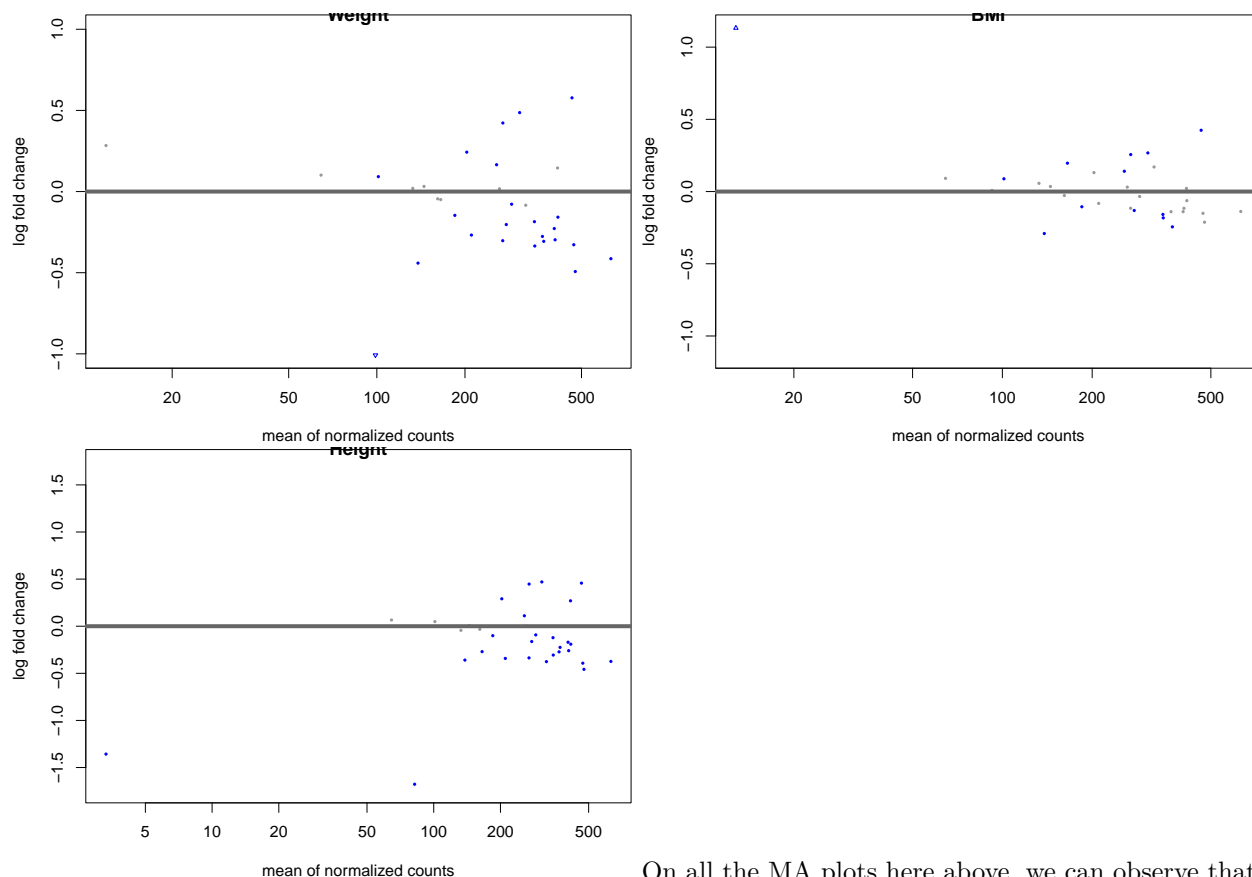 Weight
1.0
0.5
0.0
−0.5
−1.0
log fold change
20 50 100 200 500
mean of normalized counts
BMI
1.0
0.5
0.0
−0.5
−1.0
log fold change
20 50 100 200 500
mean of normalized counts
Height
1.5
1.0
0.5
0.0
−0.5
−1.0
−1.5
log fold change
5 10 20 50 100 200 500
mean of normalized counts
On all the MA plots here above, we can observe that